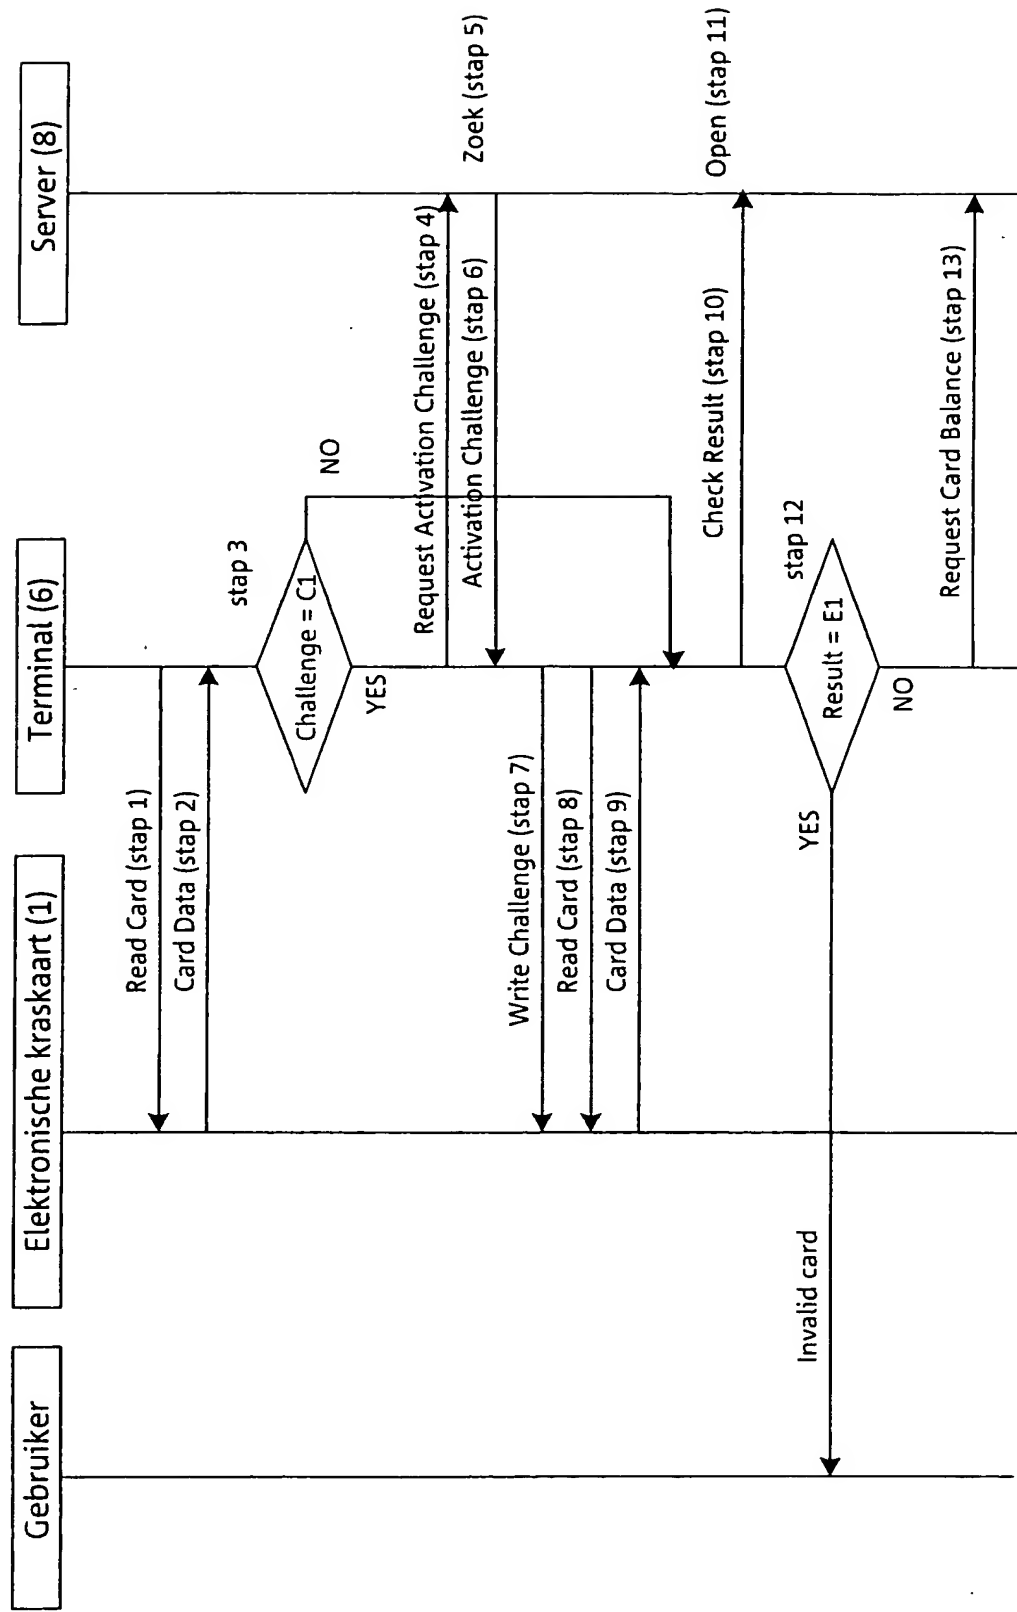 Gebruiker
Elektronische kraskaart (1)
Terminal (6)
Server (8)
Read Card (stap 1)
Card Data (stap 2)
stap 3
Challenge = C1
NO
YES
Request Activation Challenge (stap 4)
Zoek (stap 5)
Activation Challenge (stap 6)
Write Challenge (stap 7)
Read Card (stap 8)
Card Data (stap 9)
Check Result (stap 10)
Open (stap 11)
stap 12
Result = E1
YES
NO
Invalid card
Request Card Balance (stap 13)